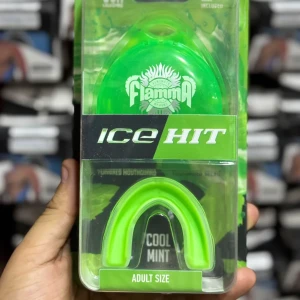 Flamma
ICE HIT
COOL
MINT
ADULT SIZE